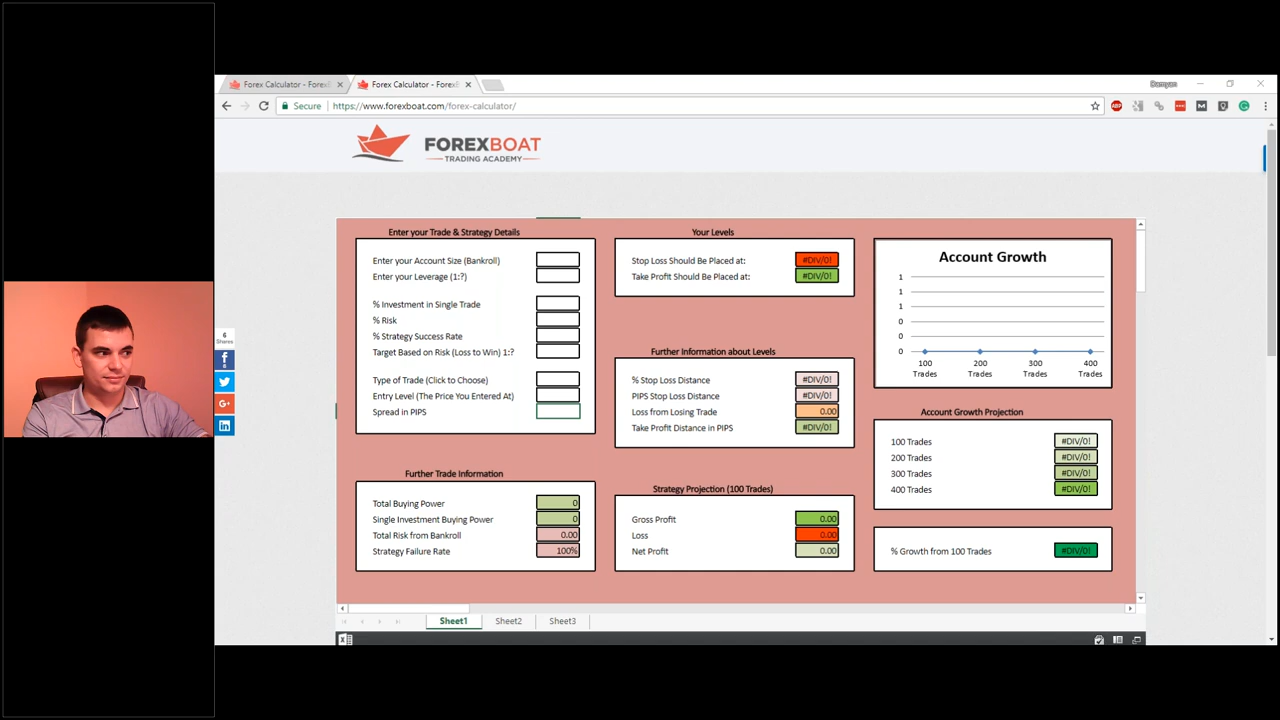 Forex Calculator - ForexB
Forex Calculator - ForexB
Damyan
Secure
https://www.forexboat.com/forex-calculator/
ABP
FOREXBOAT
TRADING ACADEMY
6
Shares
f
6
G+
in
Enter your Trade & Strategy Details
Enter your Account Size (Bankroll)
Enter your Leverage (1:?)
% Investment in Single Trade
% Risk
% Strategy Success Rate
Target Based on Risk (Loss to Win) 1:?
Type of Trade (Click to Choose)
Entry Level (The Price You Entered At)
Spread in PIPS
Further Trade Information
Total Buying Power 0
Single Investment Buying Power 0
Total Risk from Bankroll 0.00
Strategy Failure Rate 100%
Your Levels
Stop Loss Should Be Placed at: #DIV/0!
Take Profit Should Be Placed at: #DIV/0!
Further Information about Levels
% Stop Loss Distance #DIV/0!
PIPS Stop Loss Distance #DIV/0!
Loss from Losing Trade 0.00
Take Profit Distance in PIPS #DIV/0!
Strategy Projection (100 Trades)
Gross Profit 0.00
Loss 0.00
Net Profit 0.00
Account Growth
1
1
1
0
0
0
100 Trades
200 Trades
300 Trades
400 Trades
Account Growth Projection
100 Trades #DIV/0!
200 Trades #DIV/0!
300 Trades #DIV/0!
400 Trades #DIV/0!
% Growth from 100 Trades #DIV/0!
Sheet1 Sheet2 Sheet3